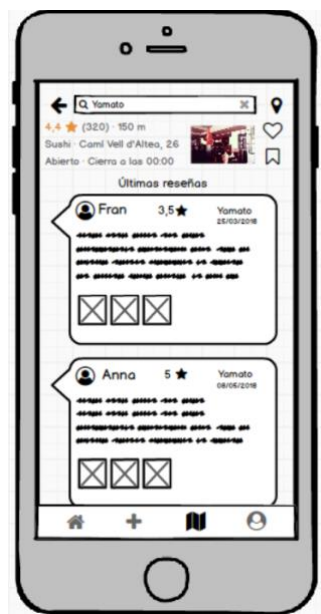 Yamato
4,4 ★ (320) · 150 m
Sushi · Camí Vell d'Altea, 26
Abierto · Cierra a las 00:00
Últimas reseñas
Fran 3,5★ Yamato
25/03/2018
Anna 5 ★ Yamato
08/05/2018